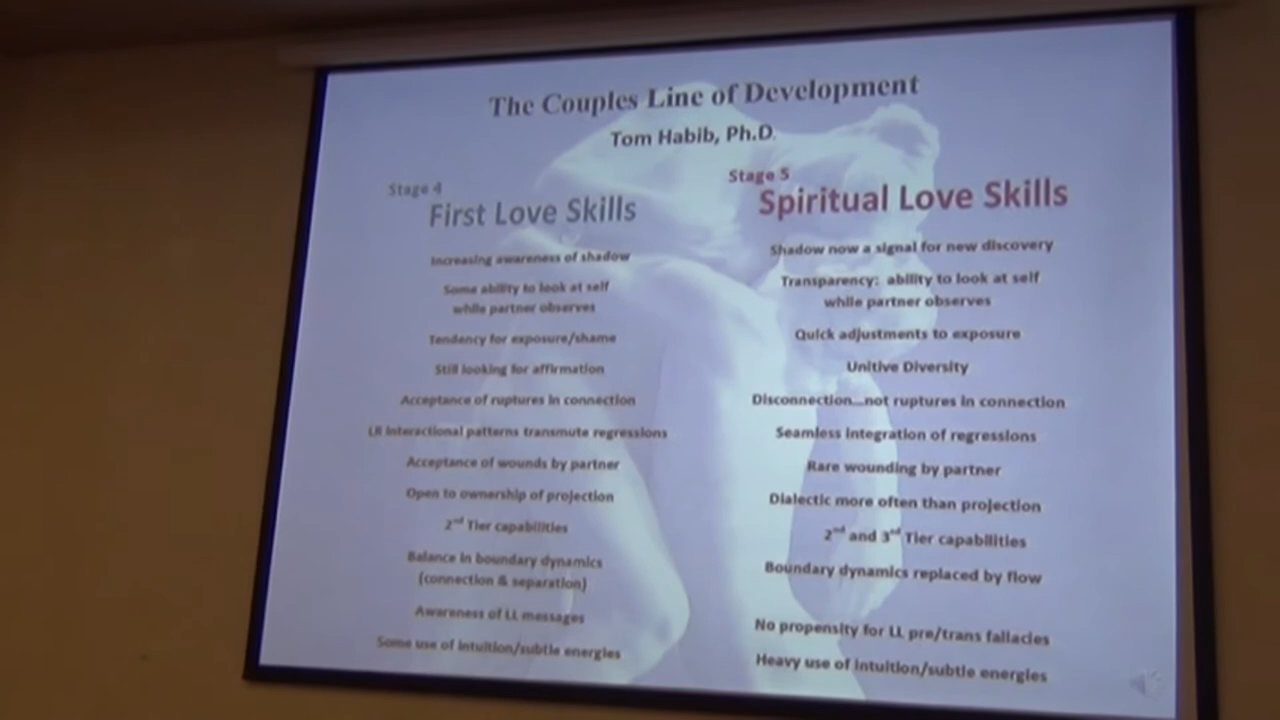 The Couples Line of Development
Tom Habib, Ph.D.
Stage 4
First Love Skills
Increasing awareness of shadow
Some ability to look at self
while partner observes
Tendency for exposure/shame
Still looking for affirmation
Acceptance of ruptures in connection
LR interactional patterns transmute regressions
Acceptance of wounds by partner
Open to ownership of projection
2nd Tier capabilities
Balance in boundary dynamics
(connection & separation)
Awareness of LL messages
Some use of intuition/subtle energies
Stage 5
Spiritual Love Skills
Shadow now a signal for new discovery
Transparency: ability to look at self
while partner observes
Quick adjustments to exposure
Unitive Diversity
Disconnection...not ruptures in connection
Seamless integration of regressions
Rare wounding by partner
Dialectic more often than projection
2nd and 3rd Tier capabilities
Boundary dynamics replaced by flow
No propensity for LL pre/trans fallacies
Heavy use of intuition/subtle energies